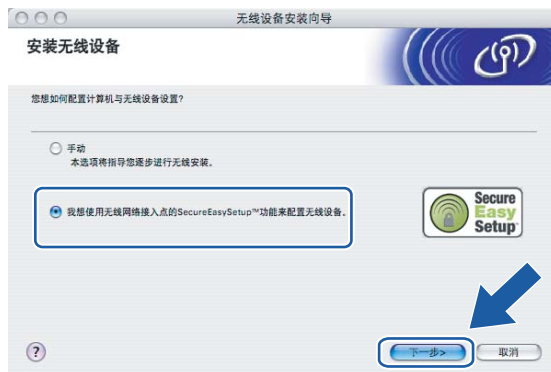 无线设备安装向导
安装无线设备
您想如何配置计算机与无线设备设置?
手动
本选项将指导您逐步进行无线安装。
我想使用无线网络接入点的SecureEasySetup™功能来配置无线设备。
Secure
Easy
Setup
?
下一步>
取消